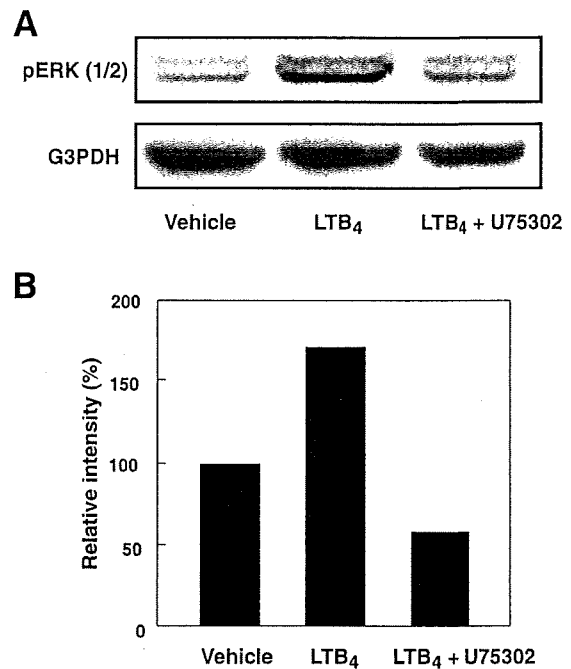 A
pERK (1/2)
G3PDH
Vehicle LTB₄ LTB₄ + U75302
B
200
150
100
50
0
Relative intensity (%)
Vehicle LTB₄ LTB₄ + U75302